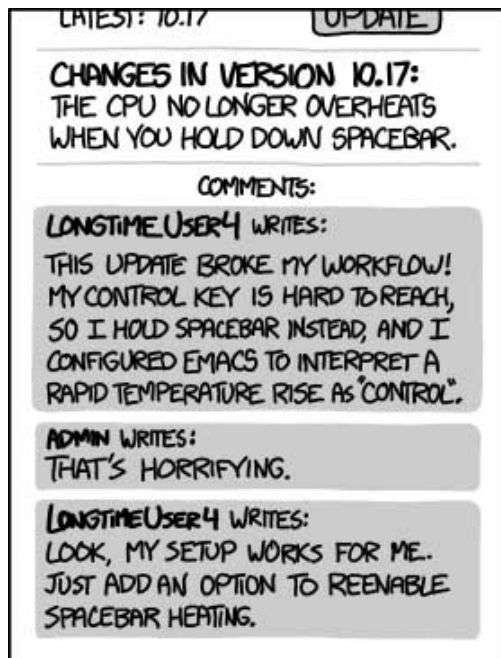 LATEST: 10.17 UPDATE
CHANGES IN VERSION 10.17:
THE CPU NO LONGER OVERHEATS
WHEN YOU HOLD DOWN SPACEBAR.
COMMENTS:
LONGTIMEUSER4 WRITES:
THIS UPDATE BROKE MY WORKFLOW!
MY CONTROL KEY IS HARD TO REACH,
SO I HOLD SPACEBAR INSTEAD, AND I
CONFIGURED EMACS TO INTERPRET A
RAPID TEMPERATURE RISE AS "CONTROL".
ADMIN WRITES:
THAT'S HORRIFYING.
LONGTIMEUSER4 WRITES:
LOOK, MY SETUP WORKS FOR ME.
JUST ADD AN OPTION TO REENABLE
SPACEBAR HEATING.